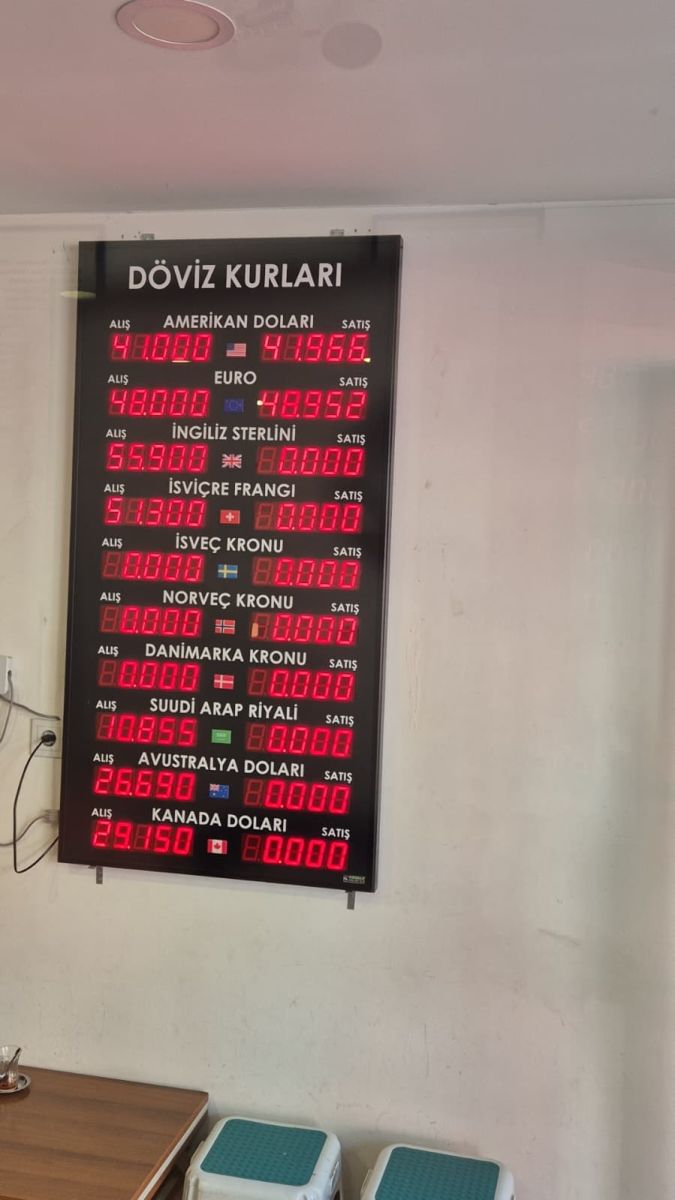 DÖVİZ KURLARI
ALIŞ AMERİKAN DOLARI SATIŞ
41.000 41.966
ALIŞ EURO SATIŞ
48.000 48.952
ALIŞ İNGİLİZ STERLİNİ SATIŞ
55.900 0.000
ALIŞ İSVİÇRE FRANGI SATIŞ
51.300 0.000
ALIŞ İSVEÇ KRONU SATIŞ
0.000 0.000
ALIŞ NORVEÇ KRONU SATIŞ
0.000 0.000
ALIŞ DANİMARKA KRONU SATIŞ
0.000 0.000
ALIŞ SUUDİ ARAP RİYALİ SATIŞ
10.855 0.000
ALIŞ AVUSTRALYA DOLARI SATIŞ
26.690 0.000
ALIŞ KANADA DOLARI SATIŞ
29.150 0.000